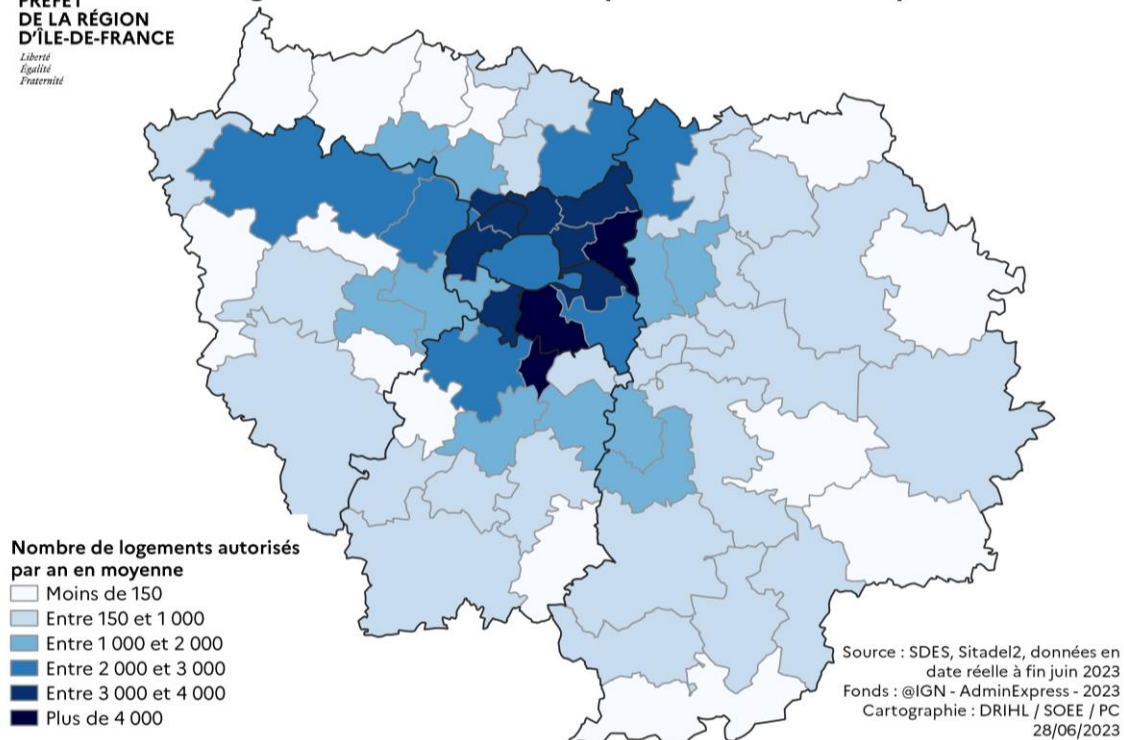 PRÉFET
DE LA RÉGION
D'ÎLE-DE-FRANCE
Liberté
Égalité
Fraternité
Nombre de logements autorisés
par an en moyenne
Moins de 150
Entre 150 et 1 000
Entre 1 000 et 2 000
Entre 2 000 et 3 000
Entre 3 000 et 4 000
Plus de 4 000
Source : SDES, Sitadel2, données en
date réelle à fin juin 2023
Fonds : @IGN - AdminExpress - 2023
Cartographie : DRIHL / SOEE / PC
28/06/2023